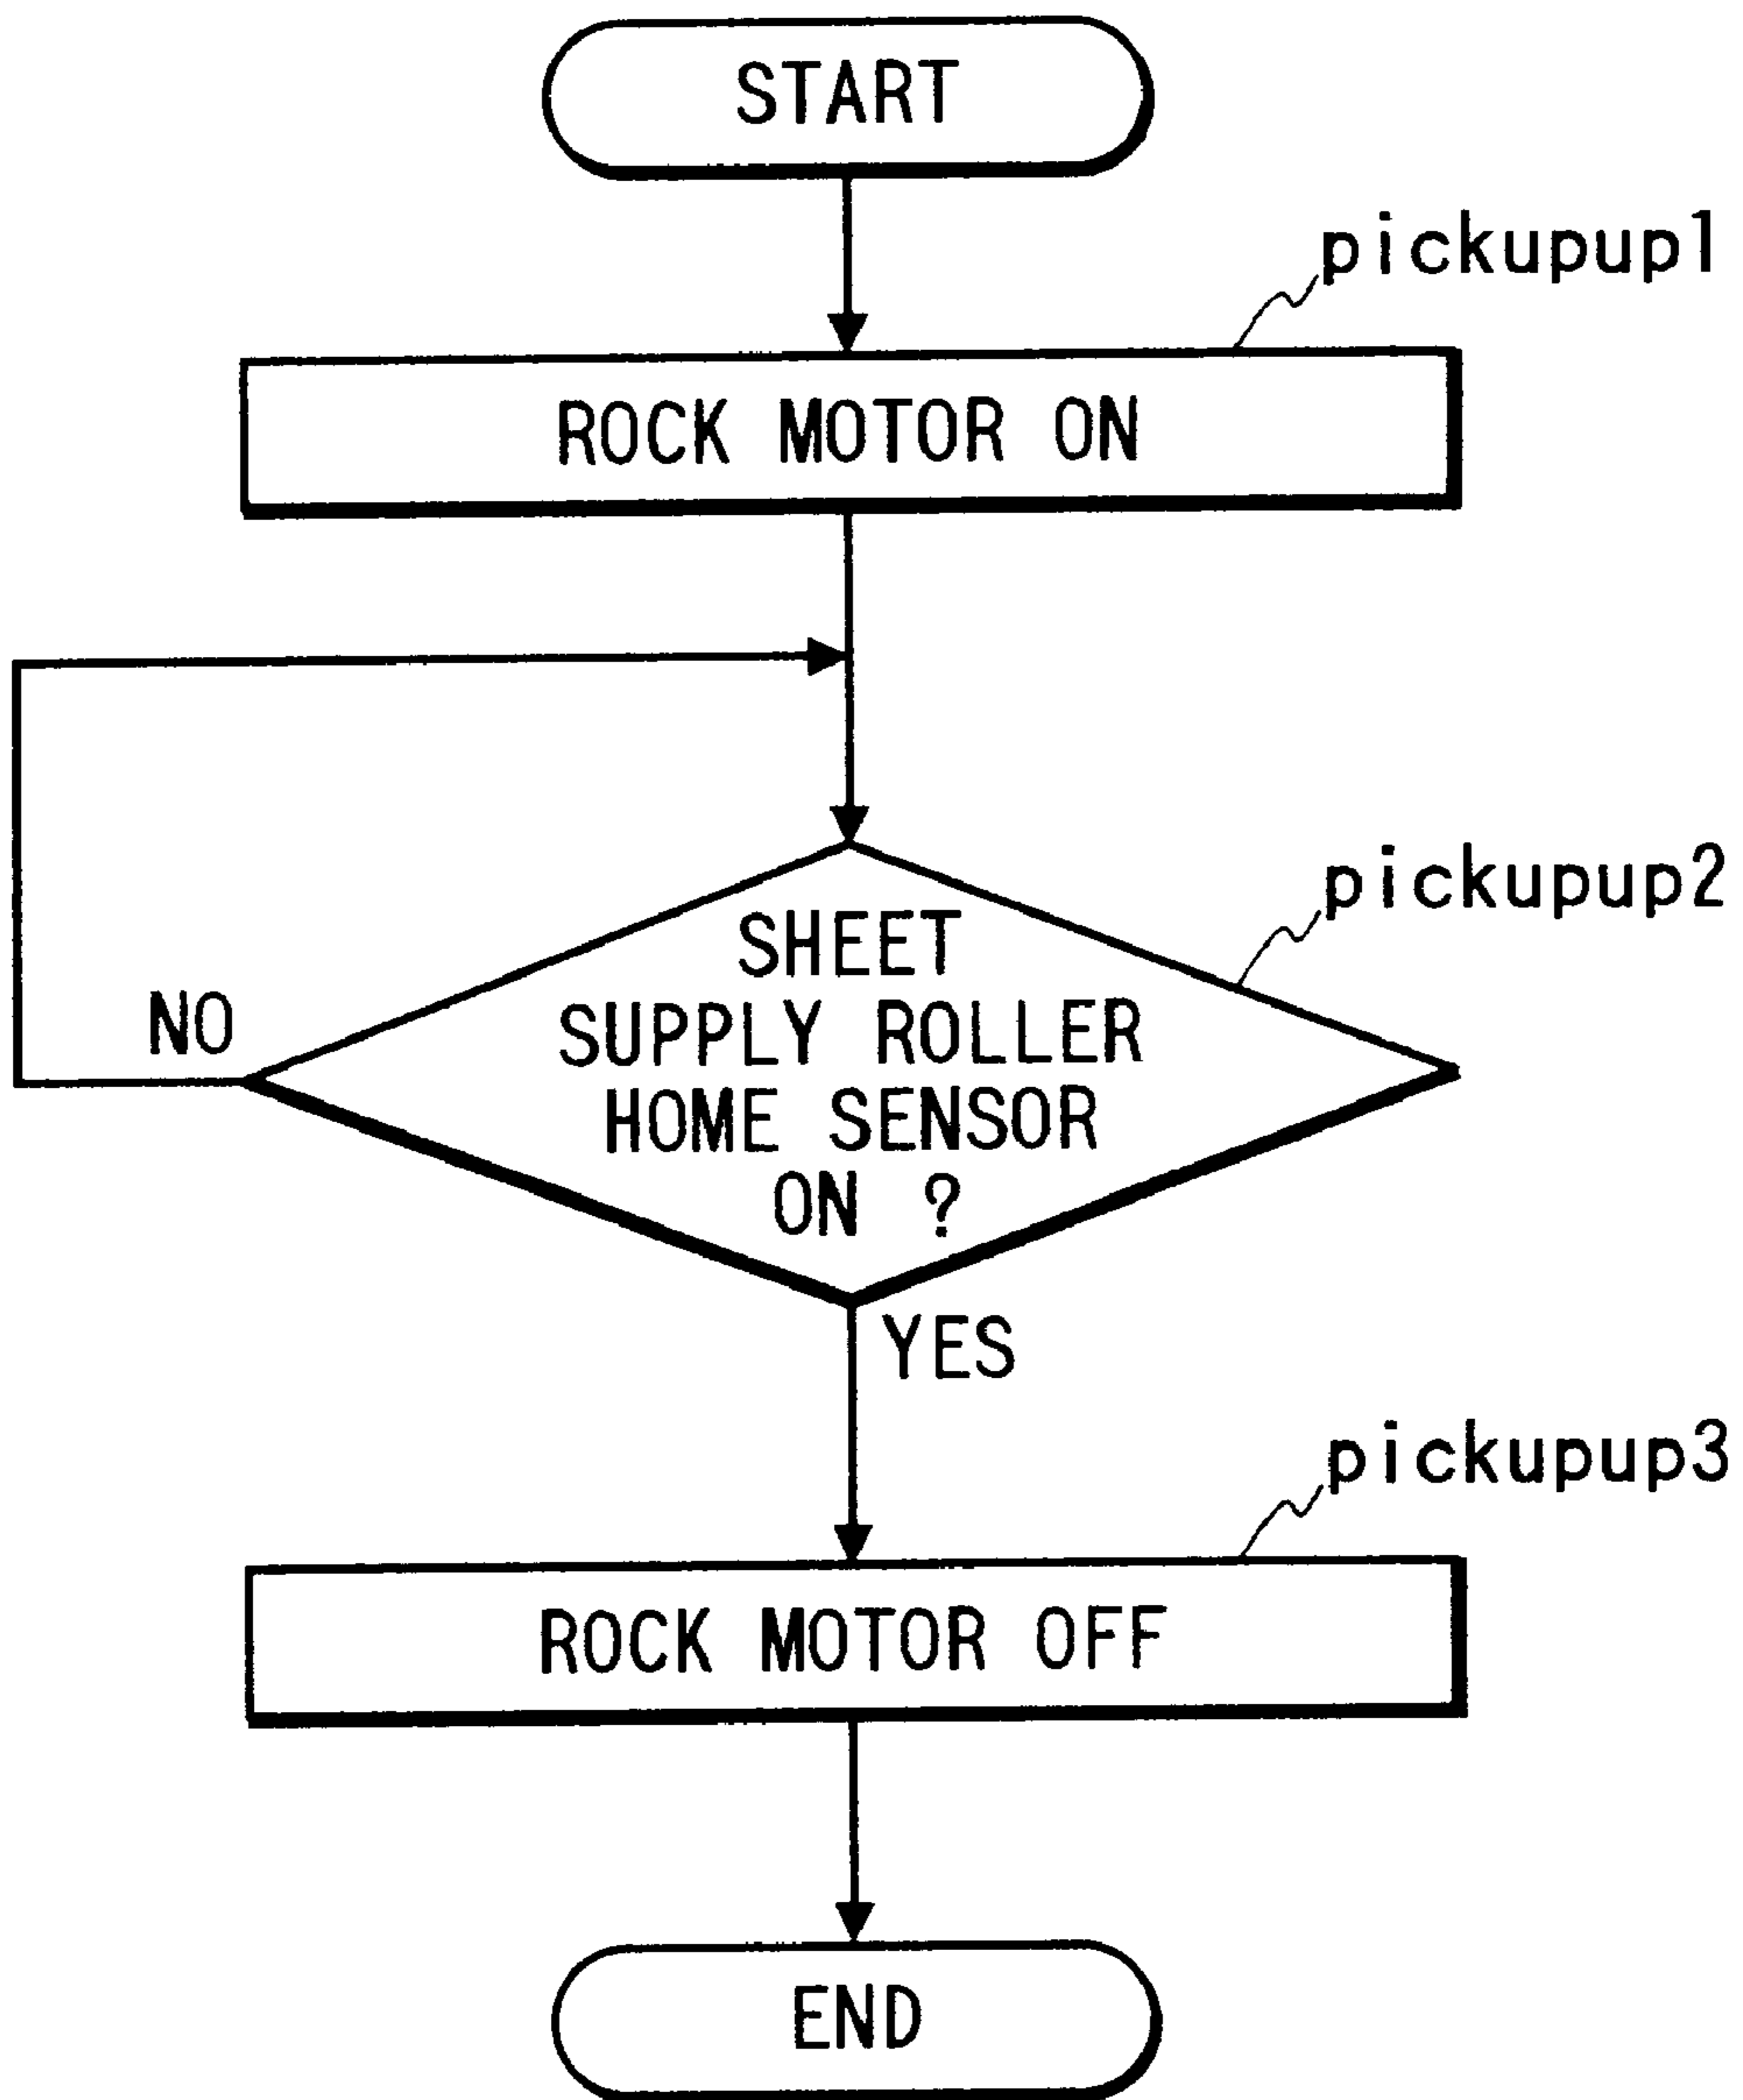 START
pickupup1
ROCK MOTOR ON
pickupup2
SHEET
SUPPLY ROLLER
HOME SENSOR
ON ?
NO
YES
pickupup3
ROCK MOTOR OFF
END